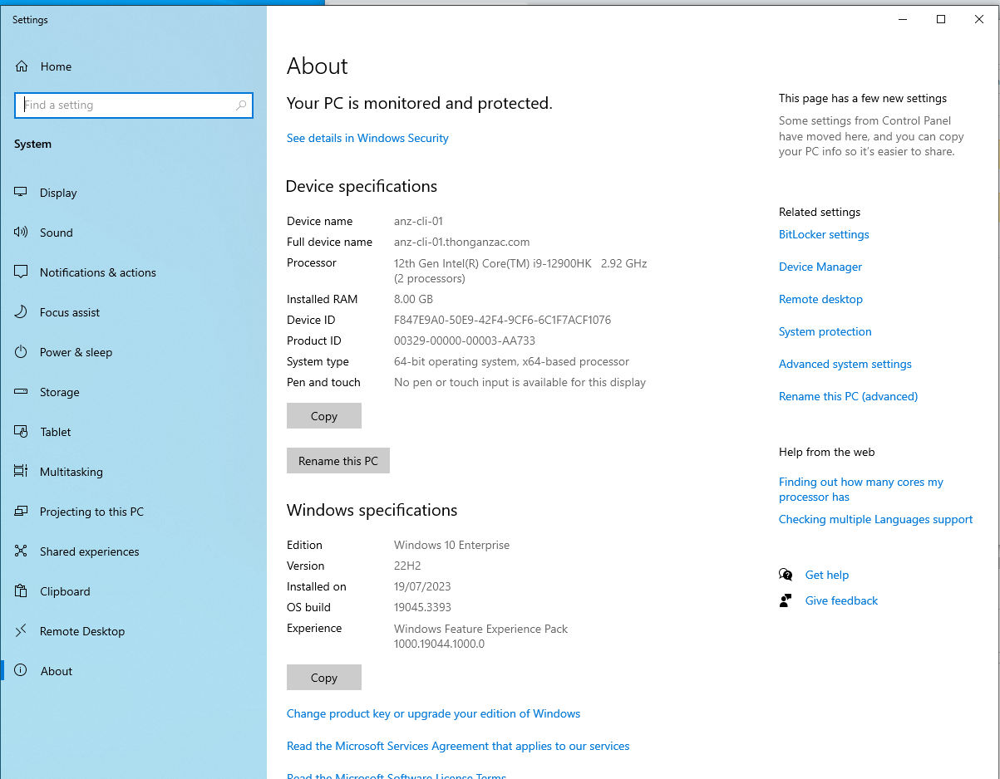 Settings
Home
Find a setting
System
Display
Sound
Notifications & actions
Focus assist
Power & sleep
Storage
Tablet
Multitasking
Projecting to this PC
Shared experiences
Clipboard
Remote Desktop
About
About
Your PC is monitored and protected.
See details in Windows Security
Device specifications
Device name anz-cli-01
Full device name anz-cli-01.thonganzac.com
Processor 12th Gen Intel(R) Core(TM) i9-12900HK 2.92 GHz
(2 processors)
Installed RAM 8.00 GB
Device ID F847E9A0-50E9-42F4-9CF6-6C1F7ACF1076
Product ID 00329-00000-00003-AA733
System type 64-bit operating system, x64-based processor
Pen and touch No pen or touch input is available for this display
Copy
Rename this PC
Windows specifications
Edition Windows 10 Enterprise
Version 22H2
Installed on 19/07/2023
OS build 19045.3393
Experience Windows Feature Experience Pack
1000.19044.1000.0
Copy
Change product key or upgrade your edition of Windows
Read the Microsoft Services Agreement that applies to our services
Read the Microsoft Software License Terms
This page has a few new settings
Some settings from Control Panel
have moved here, and you can copy
your PC info so it's easier to share.
Related settings
BitLocker settings
Device Manager
Remote desktop
System protection
Advanced system settings
Rename this PC (advanced)
Help from the web
Finding out how many cores my
processor has
Checking multiple Languages support
Get help
Give feedback